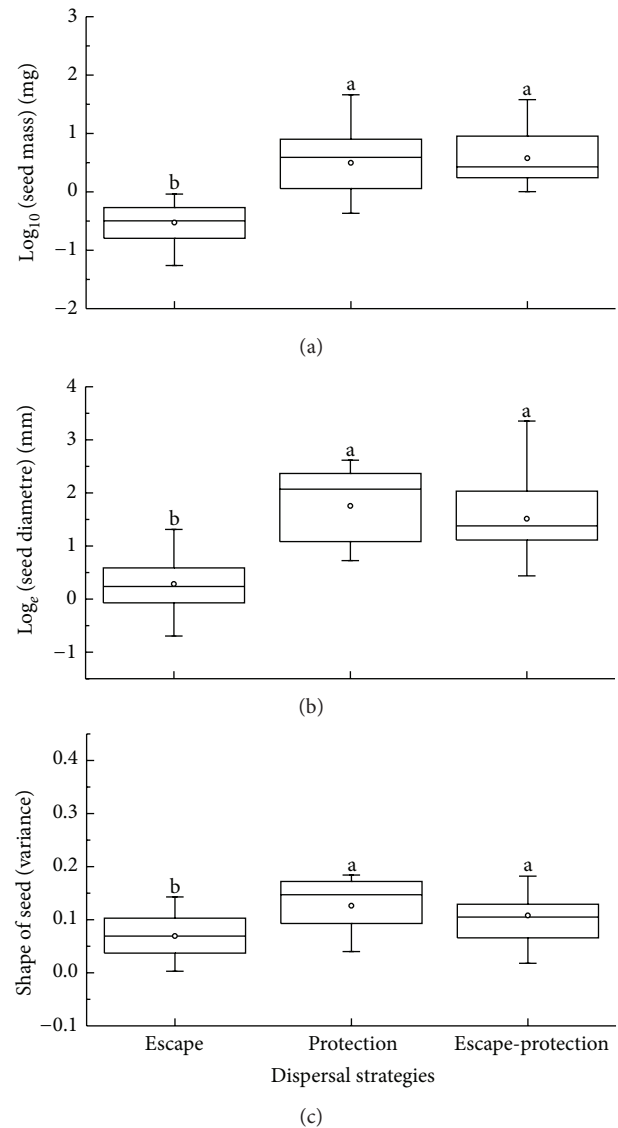 3
2
1
0
−1
−2
Log10 (seed mass) (mg)
b
a
a
(a)
4
3
2
1
0
−1
Loge (seed diametre) (mm)
b
a
a
(b)
0.4
0.3
0.2
0.1
0.0
−0.1
Shape of seed (variance)
b
a
a
Escape Protection Escape-protection
Dispersal strategies
(c)